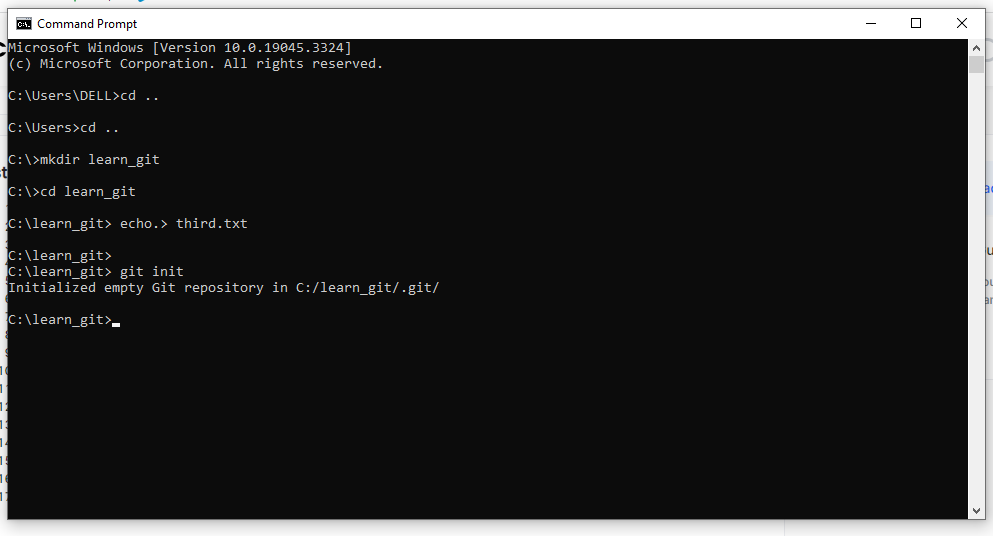 Command Prompt
Microsoft Windows [Version 10.0.19045.3324]
(c) Microsoft Corporation. All rights reserved.
C:\Users\DELL>cd ..
C:\Users>cd ..
C:\>mkdir learn_git
C:\>cd learn_git
C:\learn_git> echo.> third.txt
C:\learn_git>
C:\learn_git> git init
Initialized empty Git repository in C:/learn_git/.git/
C:\learn_git>